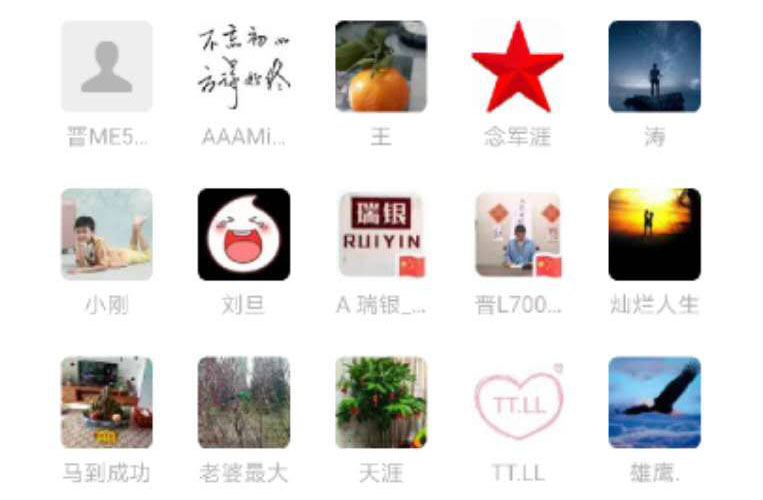 不忘初心
方得始终
晋ME5...
AAAMi...
王
念军涯
涛
瑞银
RUIYIN
小刚
刘旦
A 瑞银_...
晋L700...
灿烂人生
TT.LL
马到成功
老婆最大
天涯
TT.LL
雄鹰.